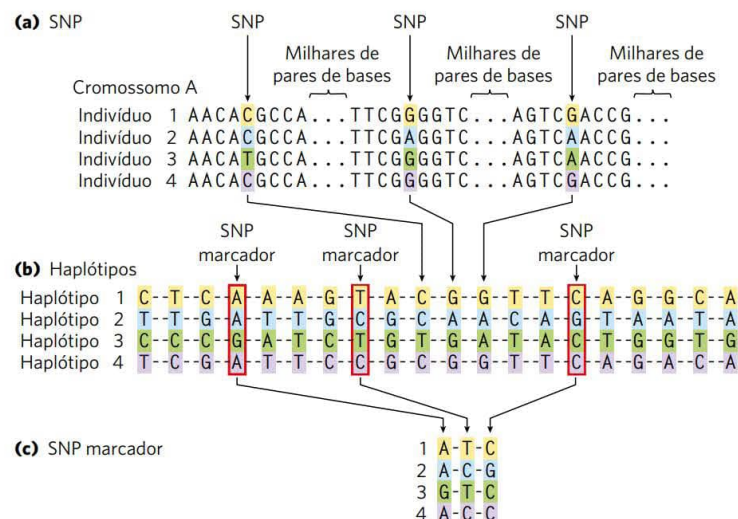 (a) SNP
SNP SNP SNP
Milhares de pares de bases Milhares de pares de bases Milhares de pares de bases
Cromossomo A
Indivíduo 1 AACACGCCA...TTCGGGGTC...AGTCGACCG...
Indivíduo 2 AACACGCCA...TTCGAGGTC...AGTCAACCG...
Indivíduo 3 AACATGCCA...TTCGGGGTC...AGTCAACCG...
Indivíduo 4 AACACGCCA...TTCGGGGTC...AGTCGACCG...
SNP marcador SNP marcador SNP marcador
(b) Haplótipos
Haplótipo 1 C-T-C-A-A-A-G-T-A-C-G-G-T-T-C-A-G-G-C-A
Haplótipo 2 T-T-G-A-T-T-G-C-G-C-A-A-C-A-G-T-A-A-T-A
Haplótipo 3 C-C-C-G-A-T-C-T-G-T-G-A-T-A-C-T-G-G-T-G
Haplótipo 4 T-C-G-A-T-T-C-C-G-C-G-G-T-T-C-A-G-A-C-A
(c) SNP marcador
1 A-T-C
2 A-C-G
3 G-T-C
4 A-C-C